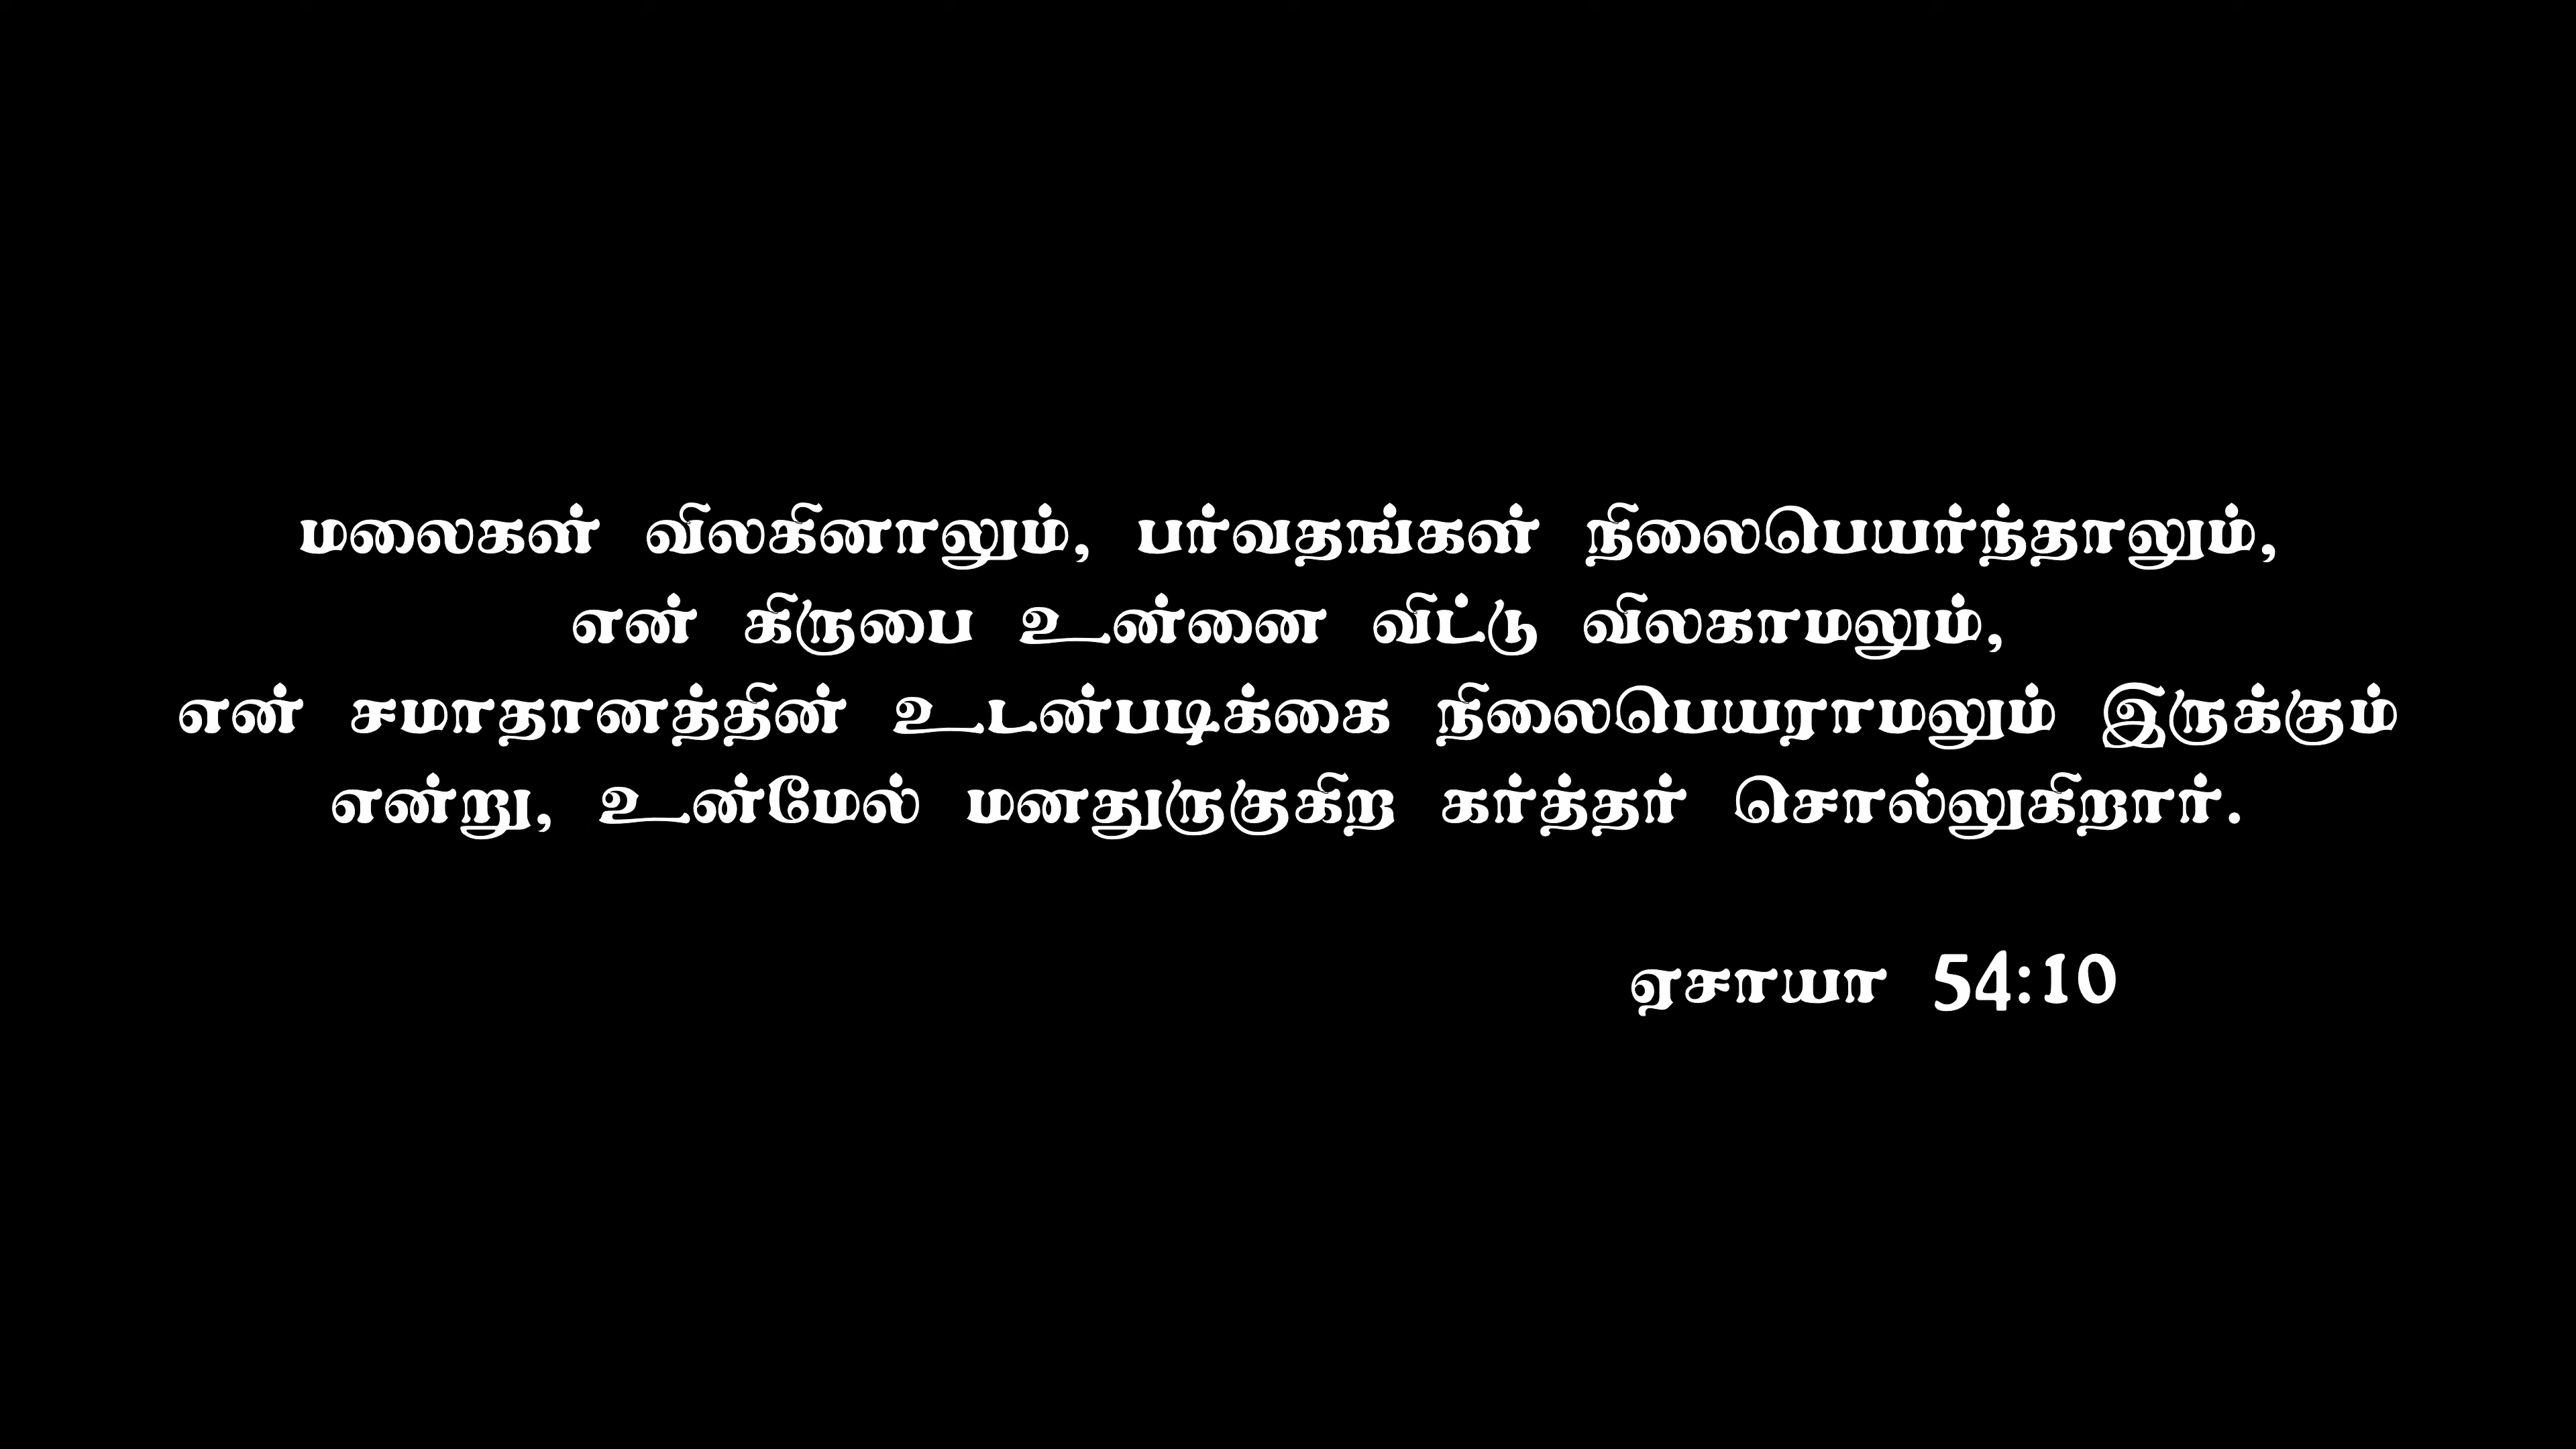 மலைகள் விலகினாலும், பர்வதங்கள் நிலைபெயர்ந்தாலும்,
என் கிருபை உன்னை விட்டு விலகாமலும்,
என் சமாதானத்தின் உடன்படிக்கை நிலைபெயராமலும் இருக்கும்
என்று, உன்மேல் மனதுருகுகிற கர்த்தர் சொல்லுகிறார்.
ஏசாயா 54:10